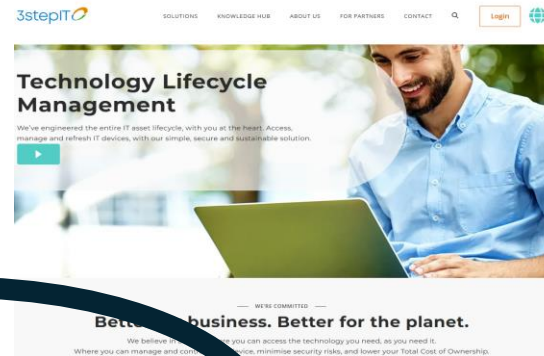 3stepIT
SOLUTIONS KNOWLEDGE HUB ABOUT US FOR PARTNERS CONTACT Login
Technology Lifecycle
Management
We've engineered the entire IT asset lifecycle, with you at the heart. Access,
manage and refresh IT devices, with our simple, secure and sustainable solution.
WE'RE COMMITTED
business. Better for the planet.
We believe in you can access the technology you need, as you need it.
Where you can manage and minimise security risks, and lower your Total Cost of Ownership.